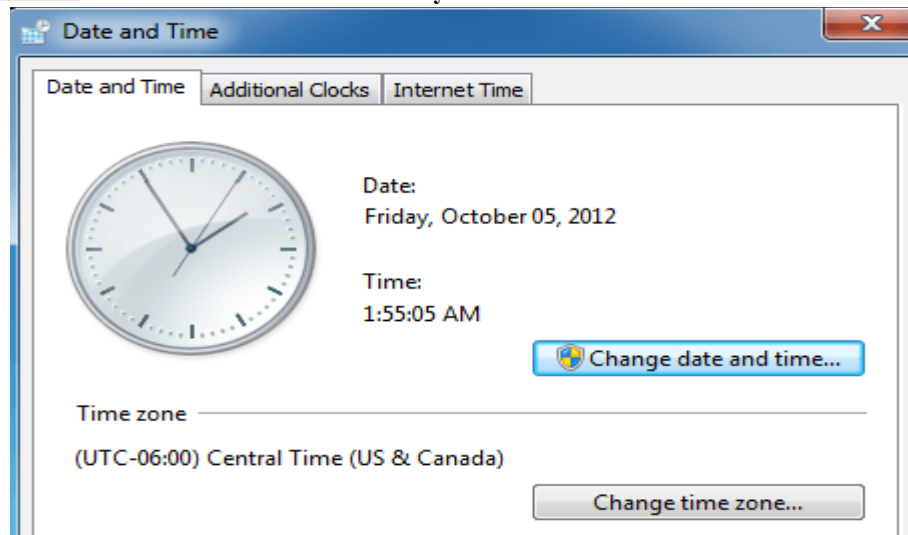 Date and Time
Date and Time Additional Clocks Internet Time
Date:
Friday, October 05, 2012
Time:
1:55:05 AM
Change date and time...
Time zone
(UTC-06:00) Central Time (US & Canada)
Change time zone...